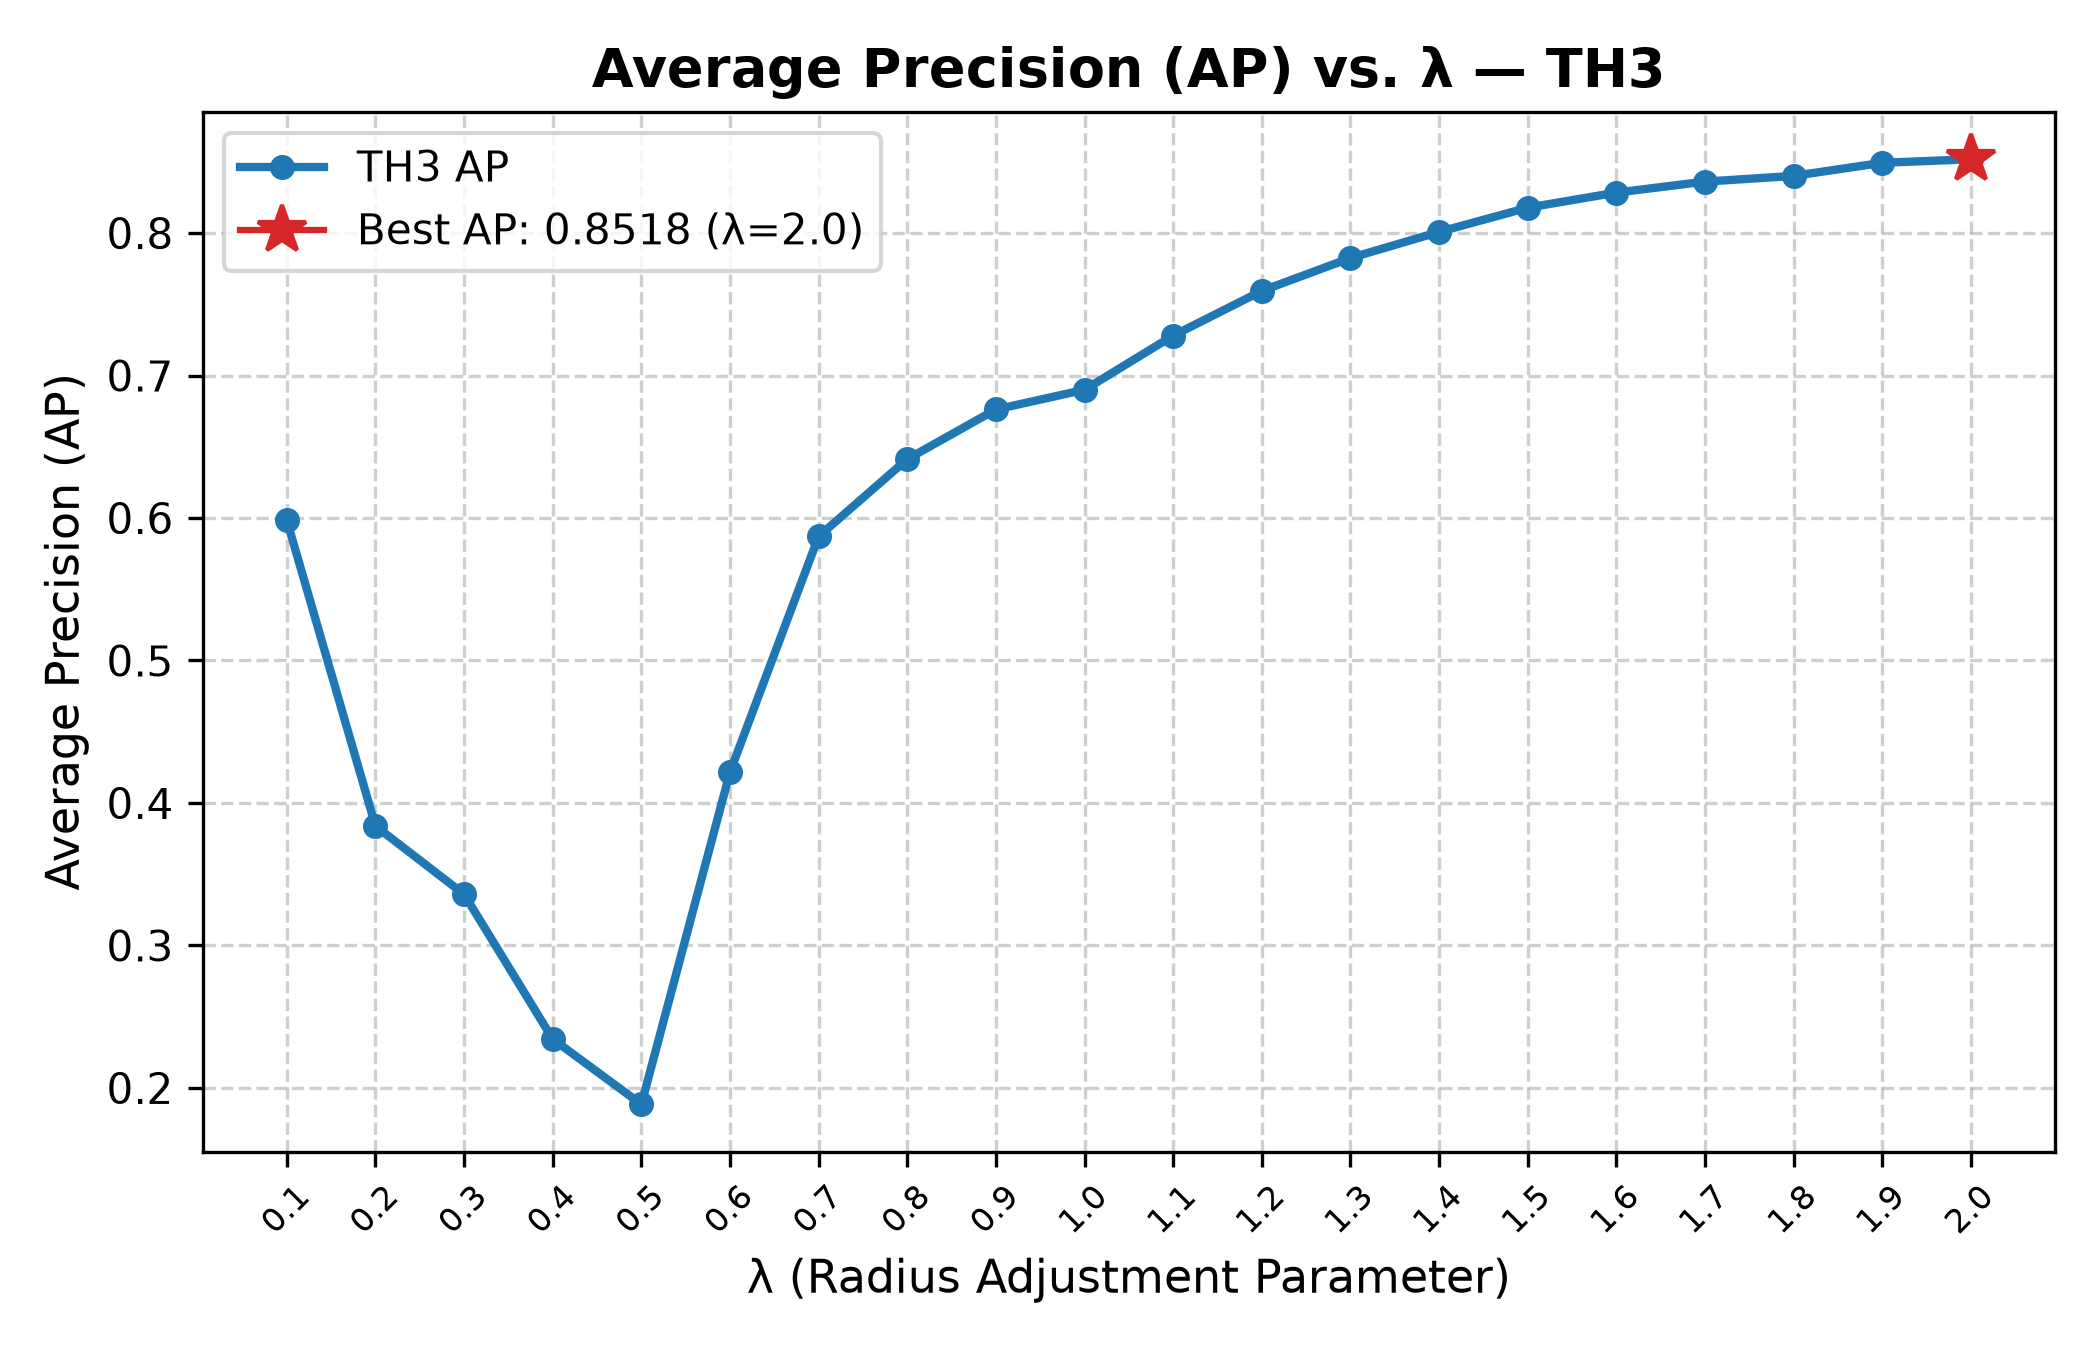 Average Precision (AP) vs. λ — TH3
TH3 AP
Best AP: 0.8518 (λ=2.0)
Average Precision (AP)
0.8
0.7
0.6
0.5
0.4
0.3
0.2
0.1 0.2 0.3 0.4 0.5 0.6 0.7 0.8 0.9 1.0 1.1 1.2 1.3 1.4 1.5 1.6 1.7 1.8 1.9 2.0
λ (Radius Adjustment Parameter)